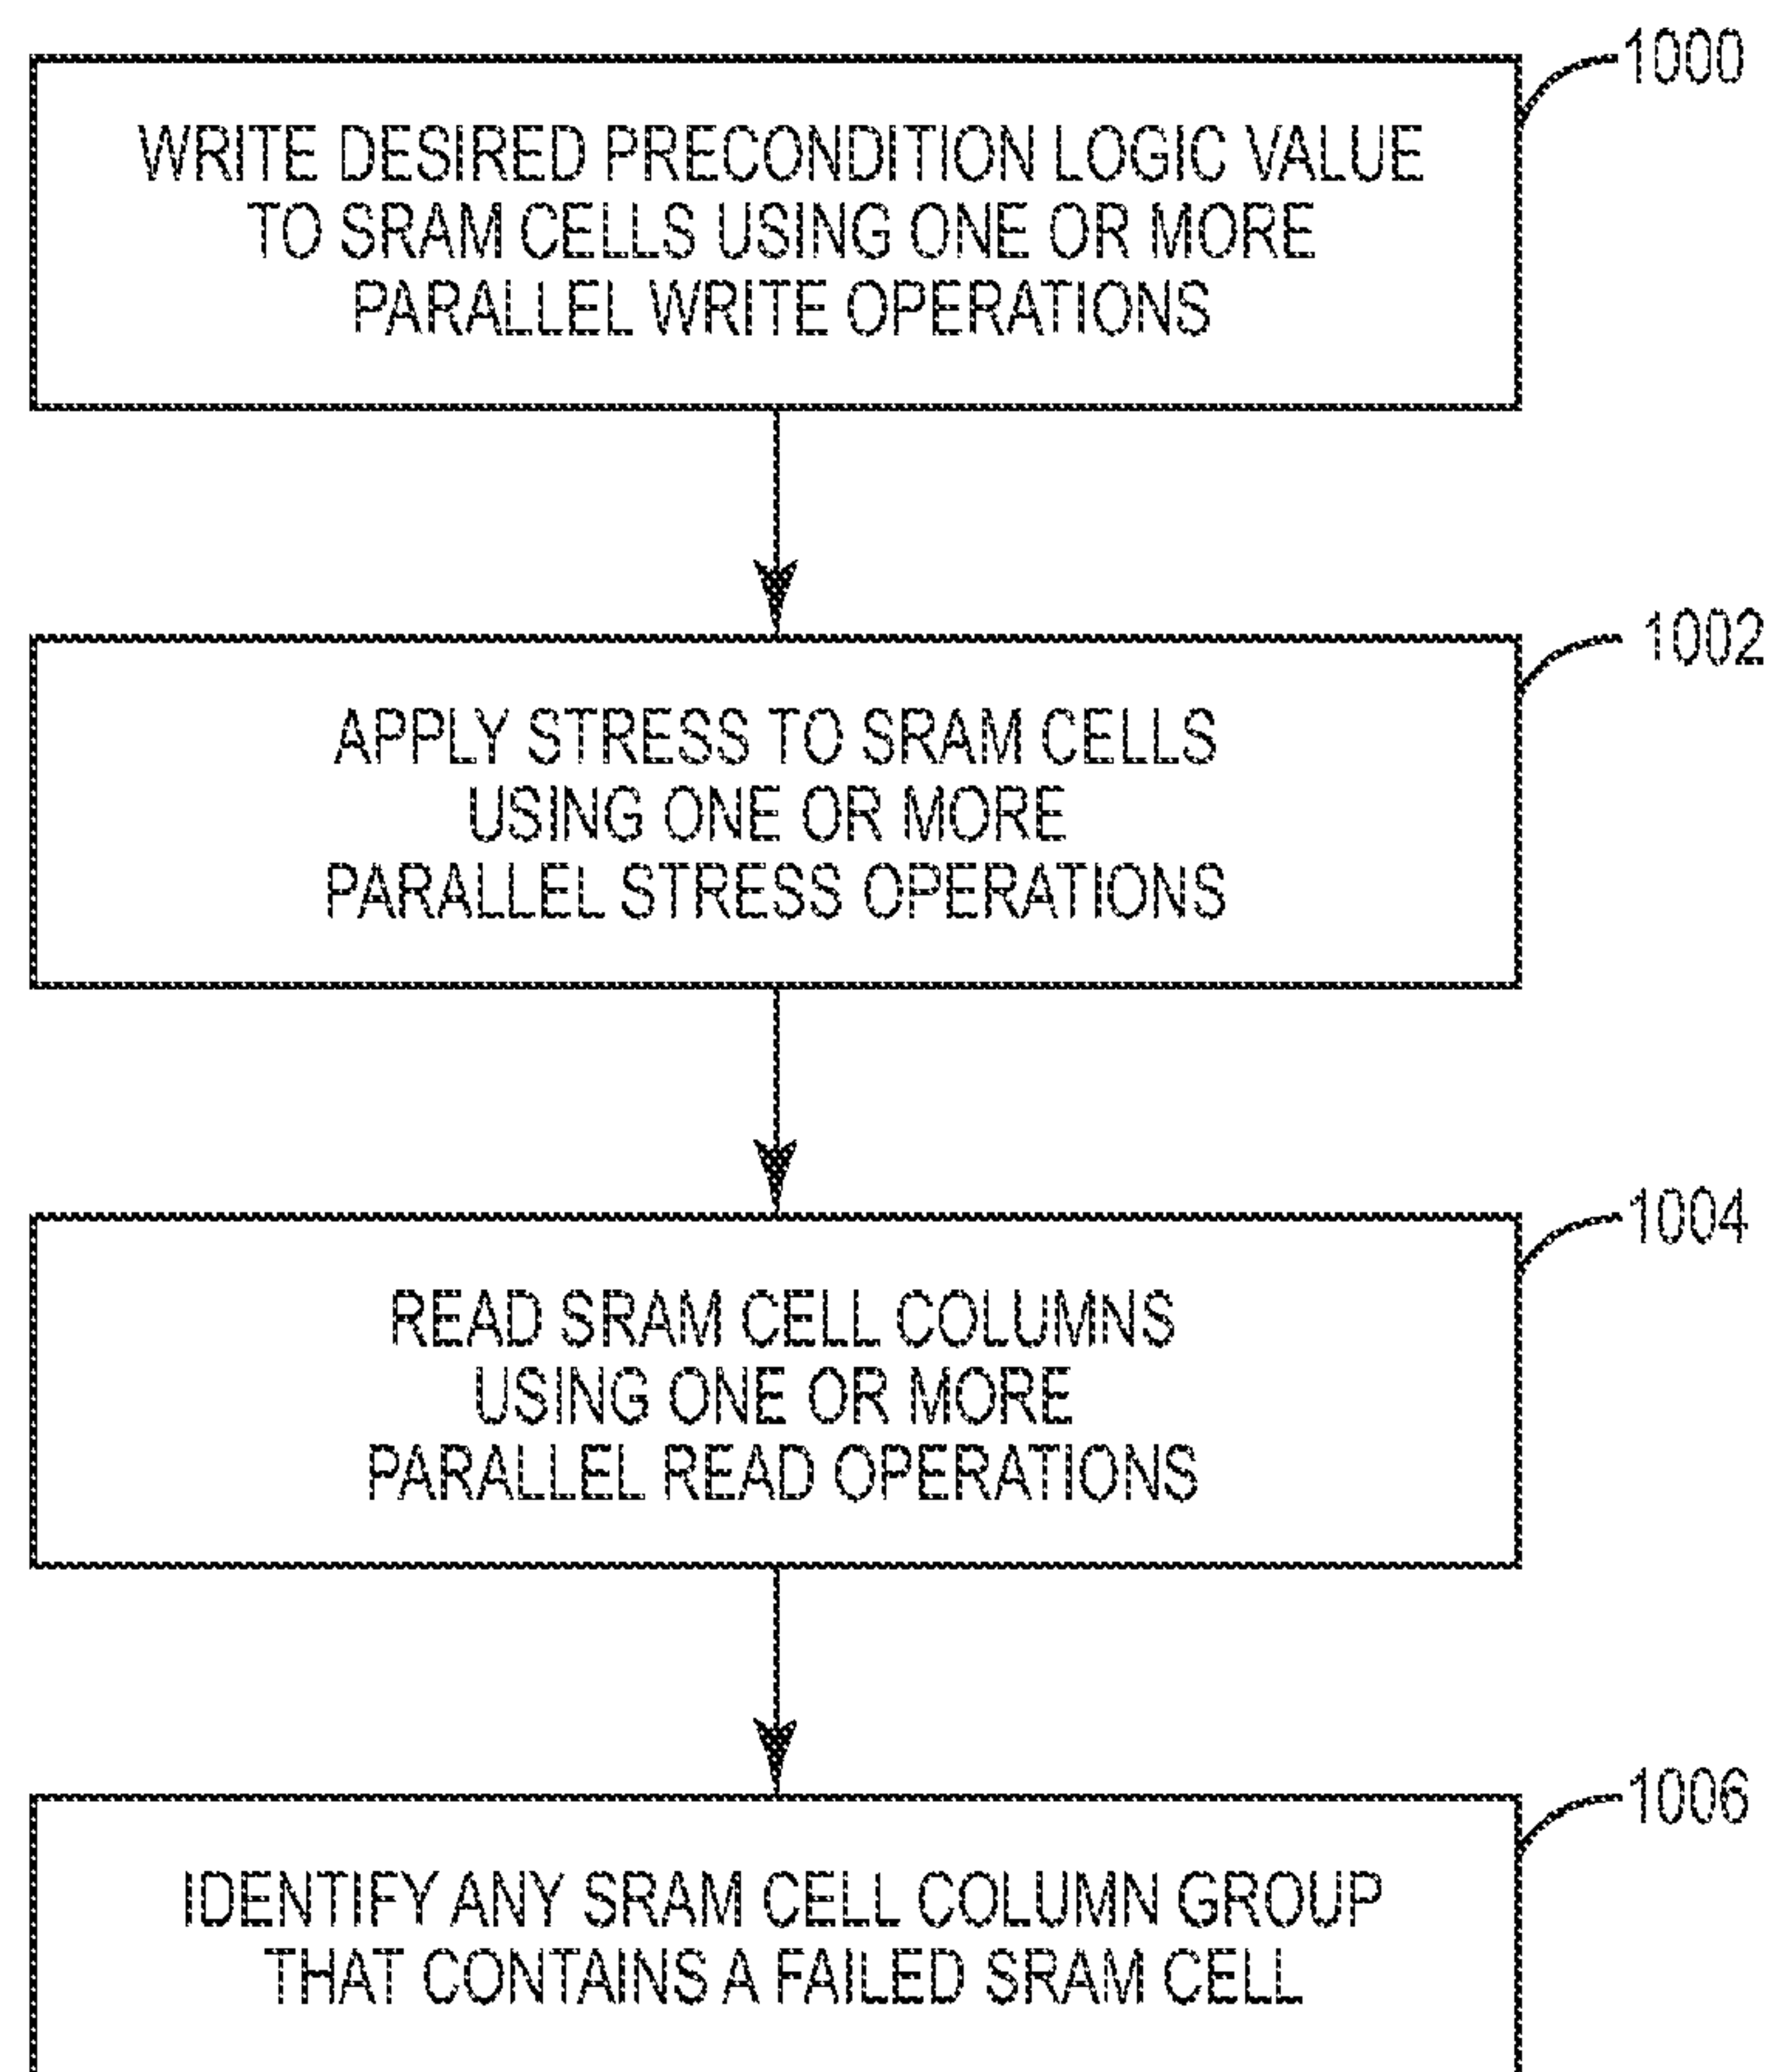 1000
WRITE DESIRED PRECONDITION LOGIC VALUE
TO SRAM CELLS USING ONE OR MORE
PARALLEL WRITE OPERATIONS
1002
APPLY STRESS TO SRAM CELLS
USING ONE OR MORE
PARALLEL STRESS OPERATIONS
1004
READ SRAM CELL COLUMNS
USING ONE OR MORE
PARALLEL READ OPERATIONS
1006
IDENTIFY ANY SRAM CELL COLUMN GROUP
THAT CONTAINS A FAILED SRAM CELL